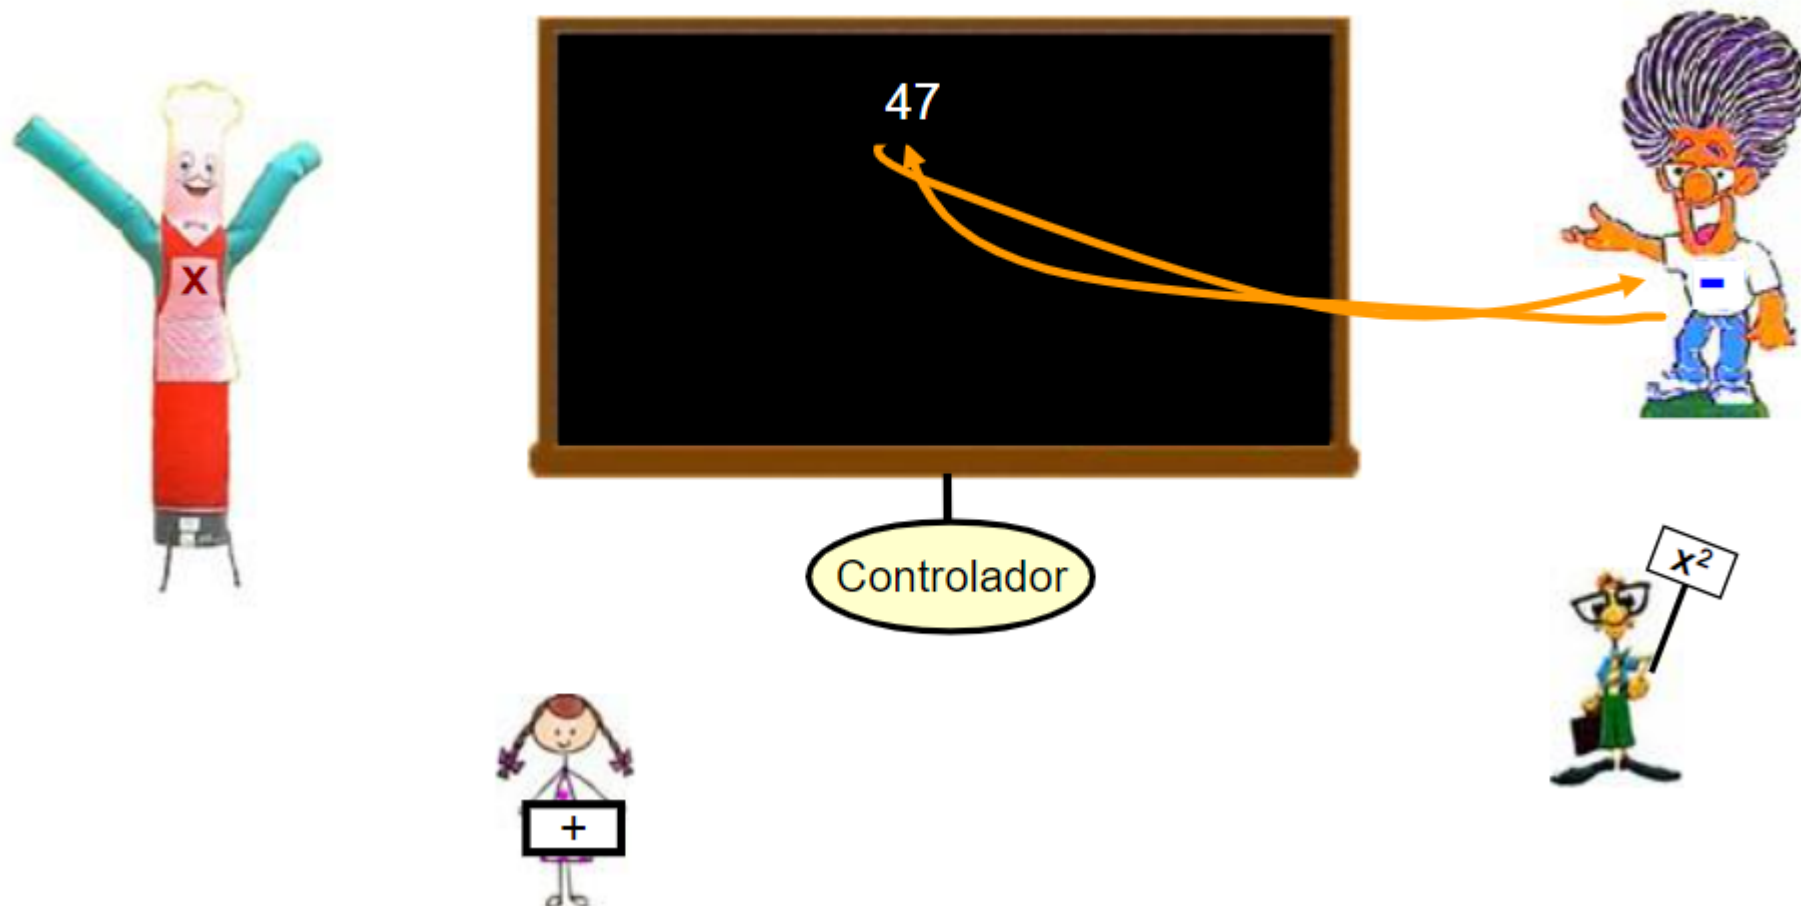 47
X
-
Controlador
x²
+